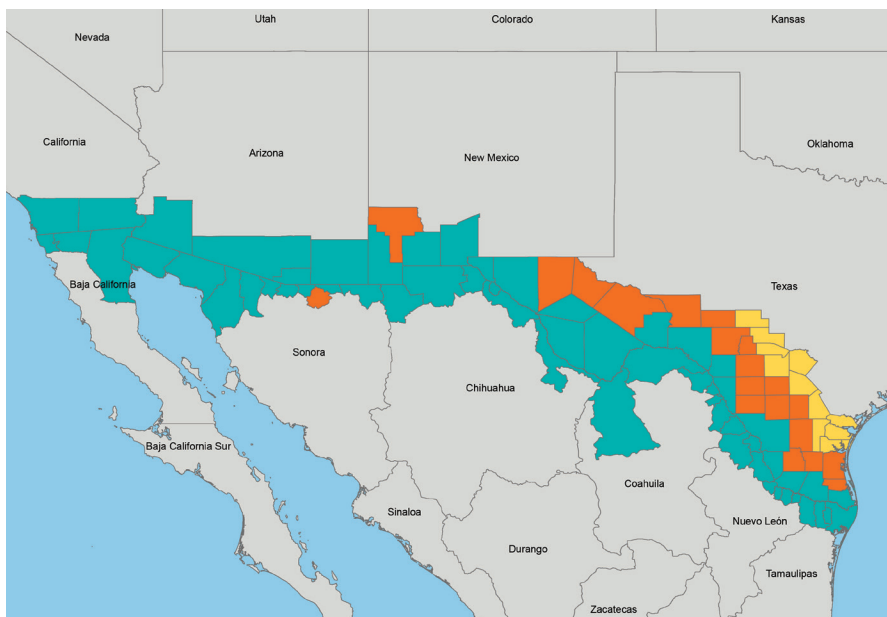 Utah
Colorado
Kansas
Nevada
California
Arizona
New Mexico
Oklahoma
Baja California
Texas
Sonora
Chihuahua
Baja California Sur
Coahuila
Sinaloa
Nuevo León
Durango
Tamaulipas
Zacatecas